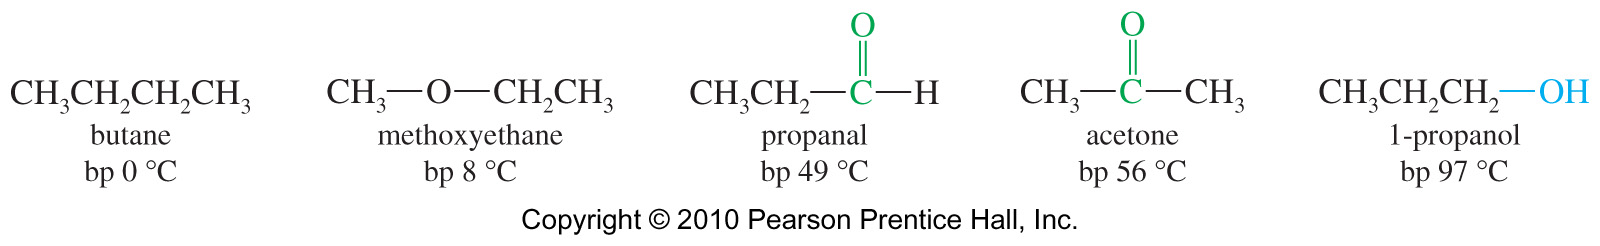 O O
CH₃CH₂CH₂CH₃ CH₃—O—CH₂CH₃ CH₃CH₂—C—H CH₃—C—CH₃ CH₃CH₂CH₂—OH
butane methoxyethane propanal acetone 1-propanol
bp 0 °C bp 8 °C bp 49 °C bp 56 °C bp 97 °C
Copyright © 2010 Pearson Prentice Hall, Inc.